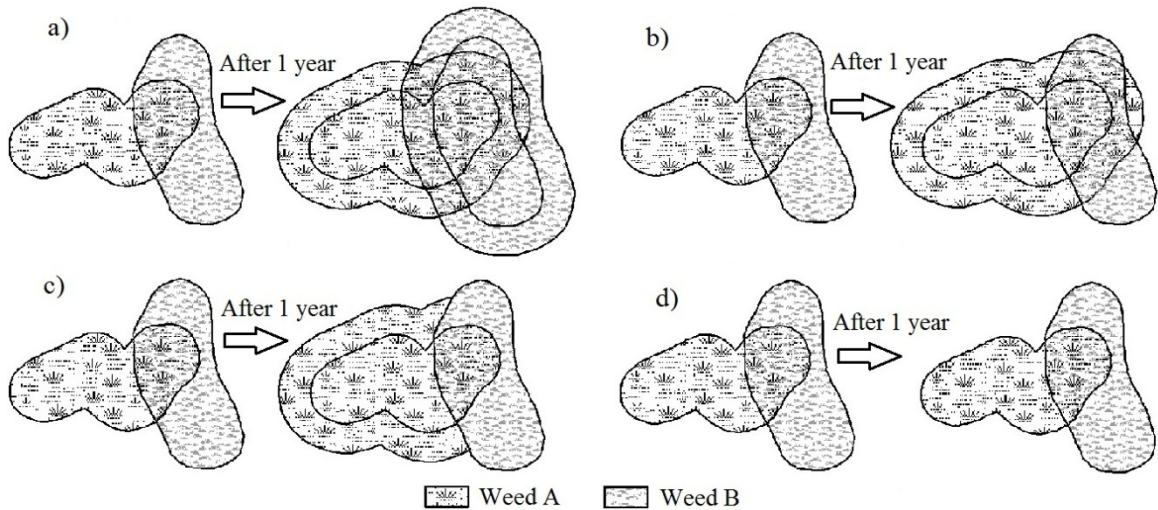 a)
After 1 year
b)
After 1 year
c)
After 1 year
d)
After 1 year
Weed A
Weed B